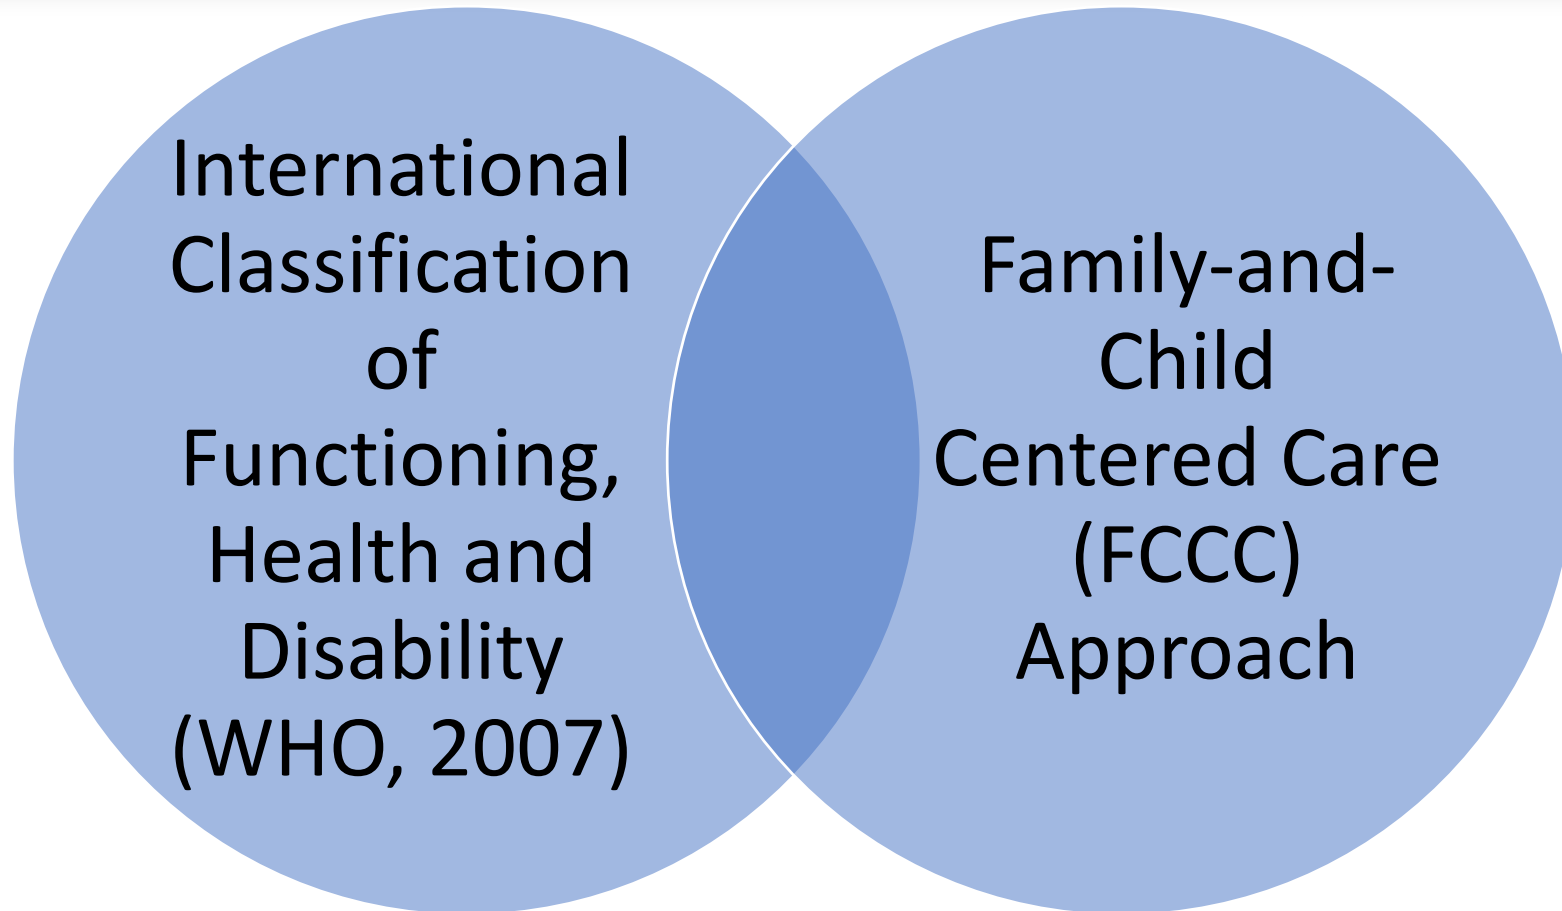 International
Classification
of
Functioning,
Health and
Disability
(WHO, 2007)
Family-and-
Child
Centered Care
(FCCC)
Approach